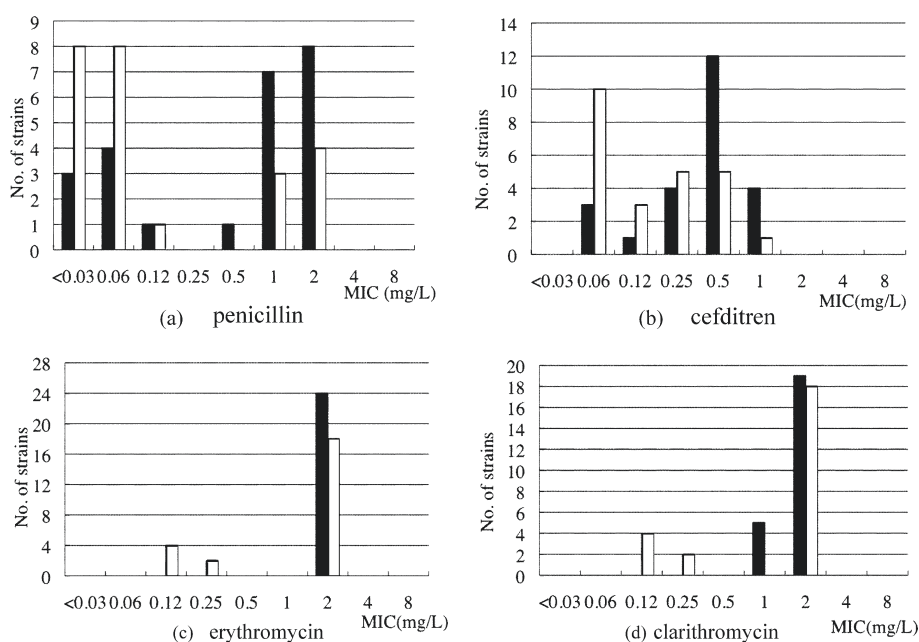 No. of strains
9
8
7
6
5
4
3
2
1
0
<0.03 0.06 0.12 0.25 0.5 1 2 4 8
MIC (mg/L)
(a) penicillin
No. of strains
14
12
10
8
6
4
2
0
<0.03 0.06 0.12 0.25 0.5 1 2 4 8
MIC(mg/L)
(b) cefditren
No. of strains
28
24
20
16
12
8
4
0
<0.03 0.06 0.12 0.25 0.5 1 2 4 8
MIC(mg/L)
(c) erythromycin
No. of strains
20
18
16
14
12
10
8
6
4
2
0
<0.03 0.06 0.12 0.25 0.5 1 2 4 8
MIC(mg/L)
(d) clarithromycin